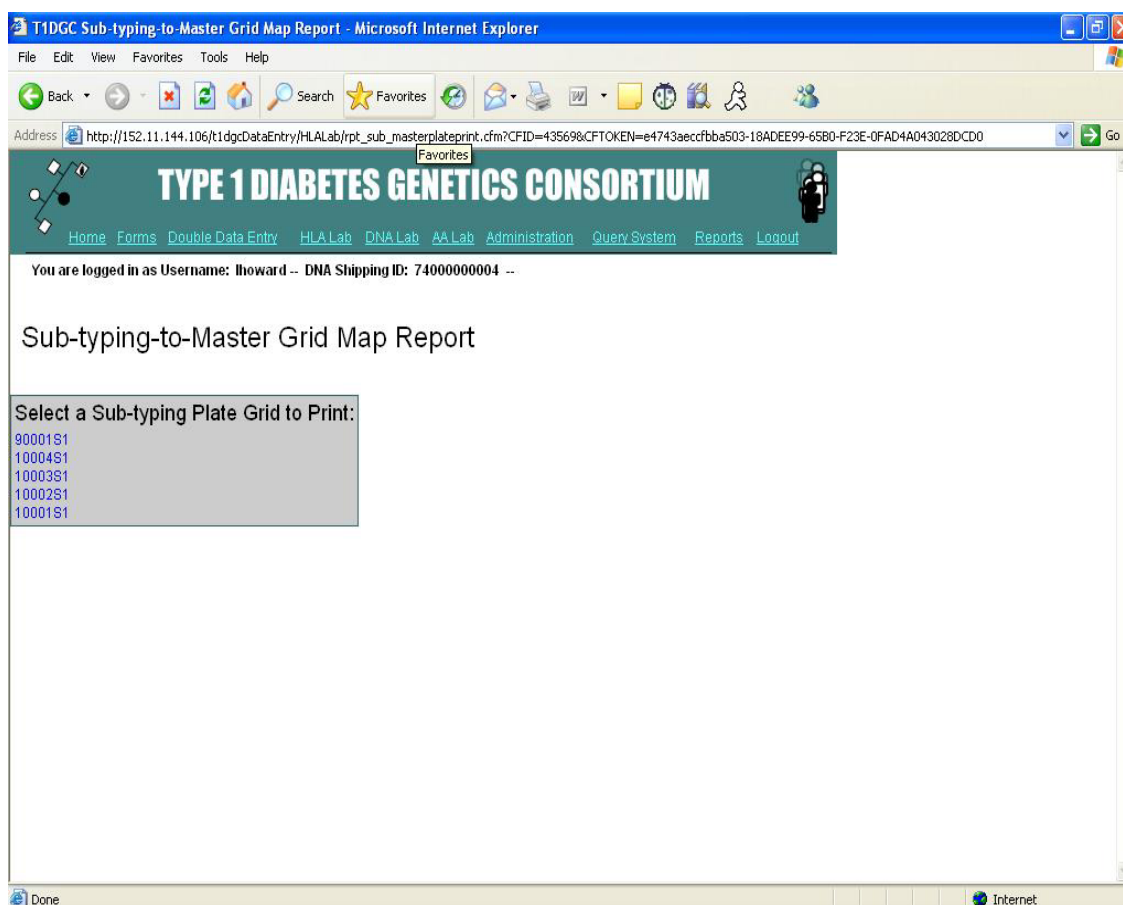 T1DGC Sub-typing-to-Master Grid Map Report - Microsoft Internet Explorer
File Edit View Favorites Tools Help
Back Search Favorites
Address http://152.11.144.106/t1dgcDataEntry/HLALab/rpt_sub_masterplateprint.cfm?CFID=43569&CFTOKEN=e4743aeccfbba503-18ADEE99-65B0-F23E-0FAD4A043028DCD0 Go
Favorites
TYPE 1 DIABETES GENETICS CONSORTIUM
Home Forms Double Data Entry HLA Lab DNA Lab AA Lab Administration Query System Reports Logout
You are logged in as Username: lhoward -- DNA Shipping ID: 74000000004 --
Sub-typing-to-Master Grid Map Report
Select a Sub-typing Plate Grid to Print:
90001S1
10004S1
10003S1
10002S1
10001S1
Done Internet